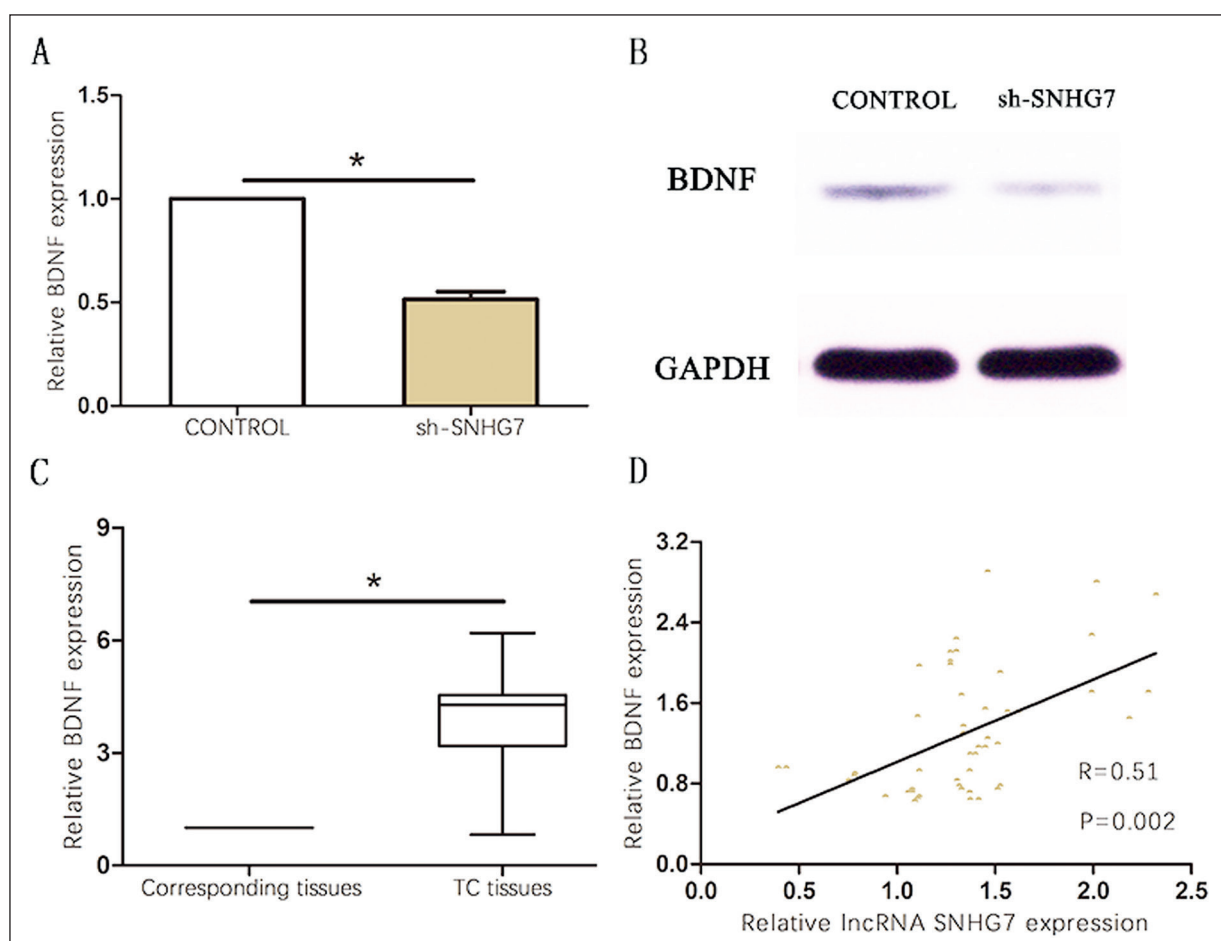 A
Relative BDNF expression
1.5
1.0
0.5
0.0
*
CONTROL
sh-SNHG7
B
CONTROL sh-SNHG7
BDNF
GAPDH
C
Relative BDNF expression
9
6
3
0
*
Corresponding tissues
TC tissues
D
Relative BDNF expression
3.2
2.4
1.6
0.8
0.0
R=0.51
P=0.002
0.0 0.5 1.0 1.5 2.0 2.5
Relative lncRNA SNHG7 expression